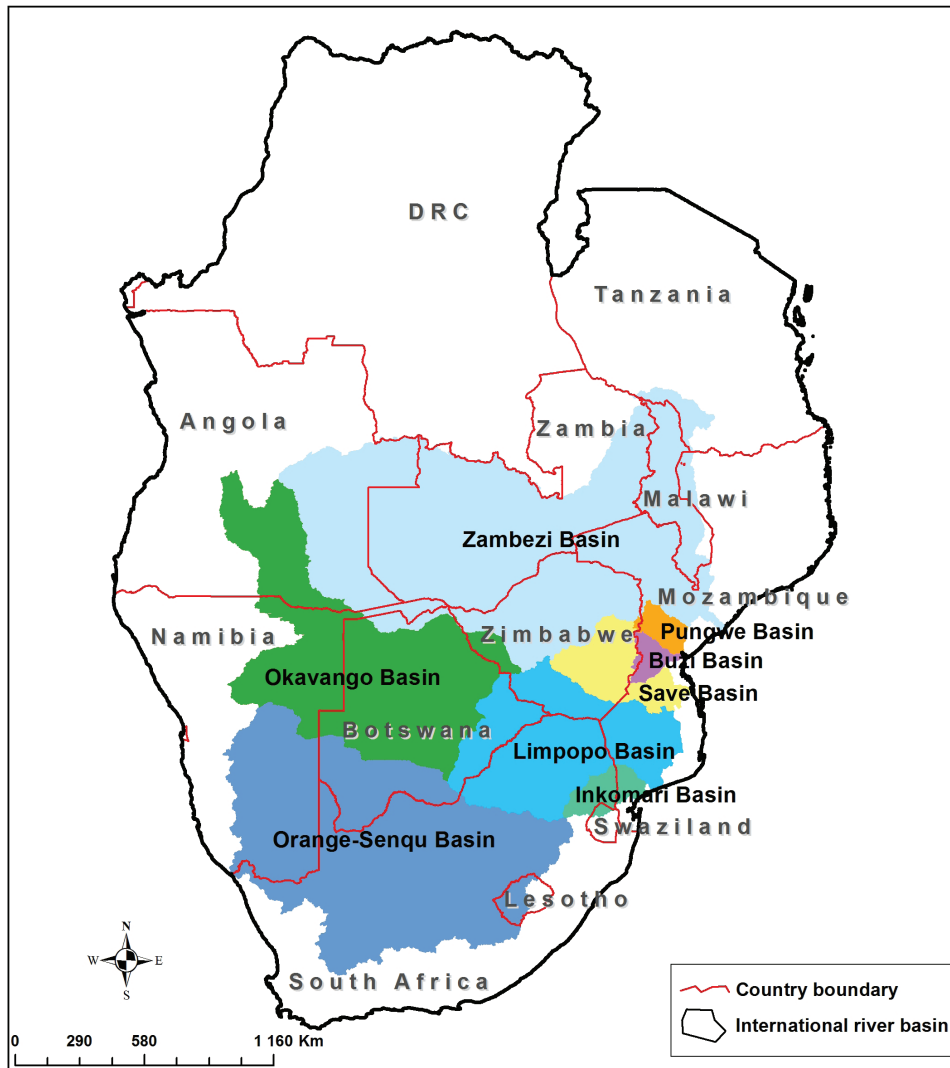 DRC
Tanzania
Angola
Zambia
Malawi
Zambezi Basin
Mozambique
Namibia
Zimbabwe
Pungwe Basin
Buzi Basin
Okavango Basin
Save Basin
Botswana
Limpopo Basin
Inkomari Basin
Swaziland
Orange-Senqu Basin
Lesotho
South Africa
N
W
E
S
Country boundary
International river basin
0 290 580 1 160 Km